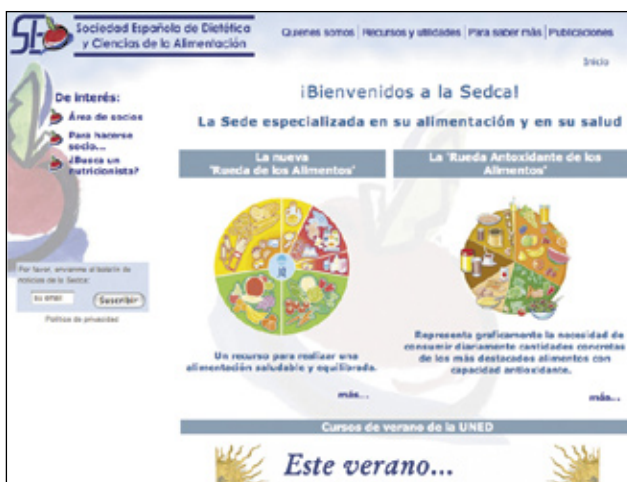 Sociedad Española de Dietética
y Ciencias de la Alimentación
Quienes somos | Recursos y utilidades | Para saber más | Publicaciones
Inicio
De interés:
Área de socios
Para hacerse
socio...
¿Busca un
nutricionista?
Por favor, envíenme el boletín de
noticias de la Sedca:
su email
Suscribir
Política de privacidad
¡Bienvenidos a la Sedca!
La Sede especializada en su alimentación y en su salud
La nueva
'Rueda de los Alimentos'
Un recurso para realizar una
alimentación saludable y equilibrada.
más...
La 'Rueda Antoxidante de los
Alimentos'
Representa graficamente la necesidad de
consumir diariamente cantidades concretas
de los más destacados alimentos con
capacidad antioxidante.
más...
Cursos de verano de la UNED
Este verano...